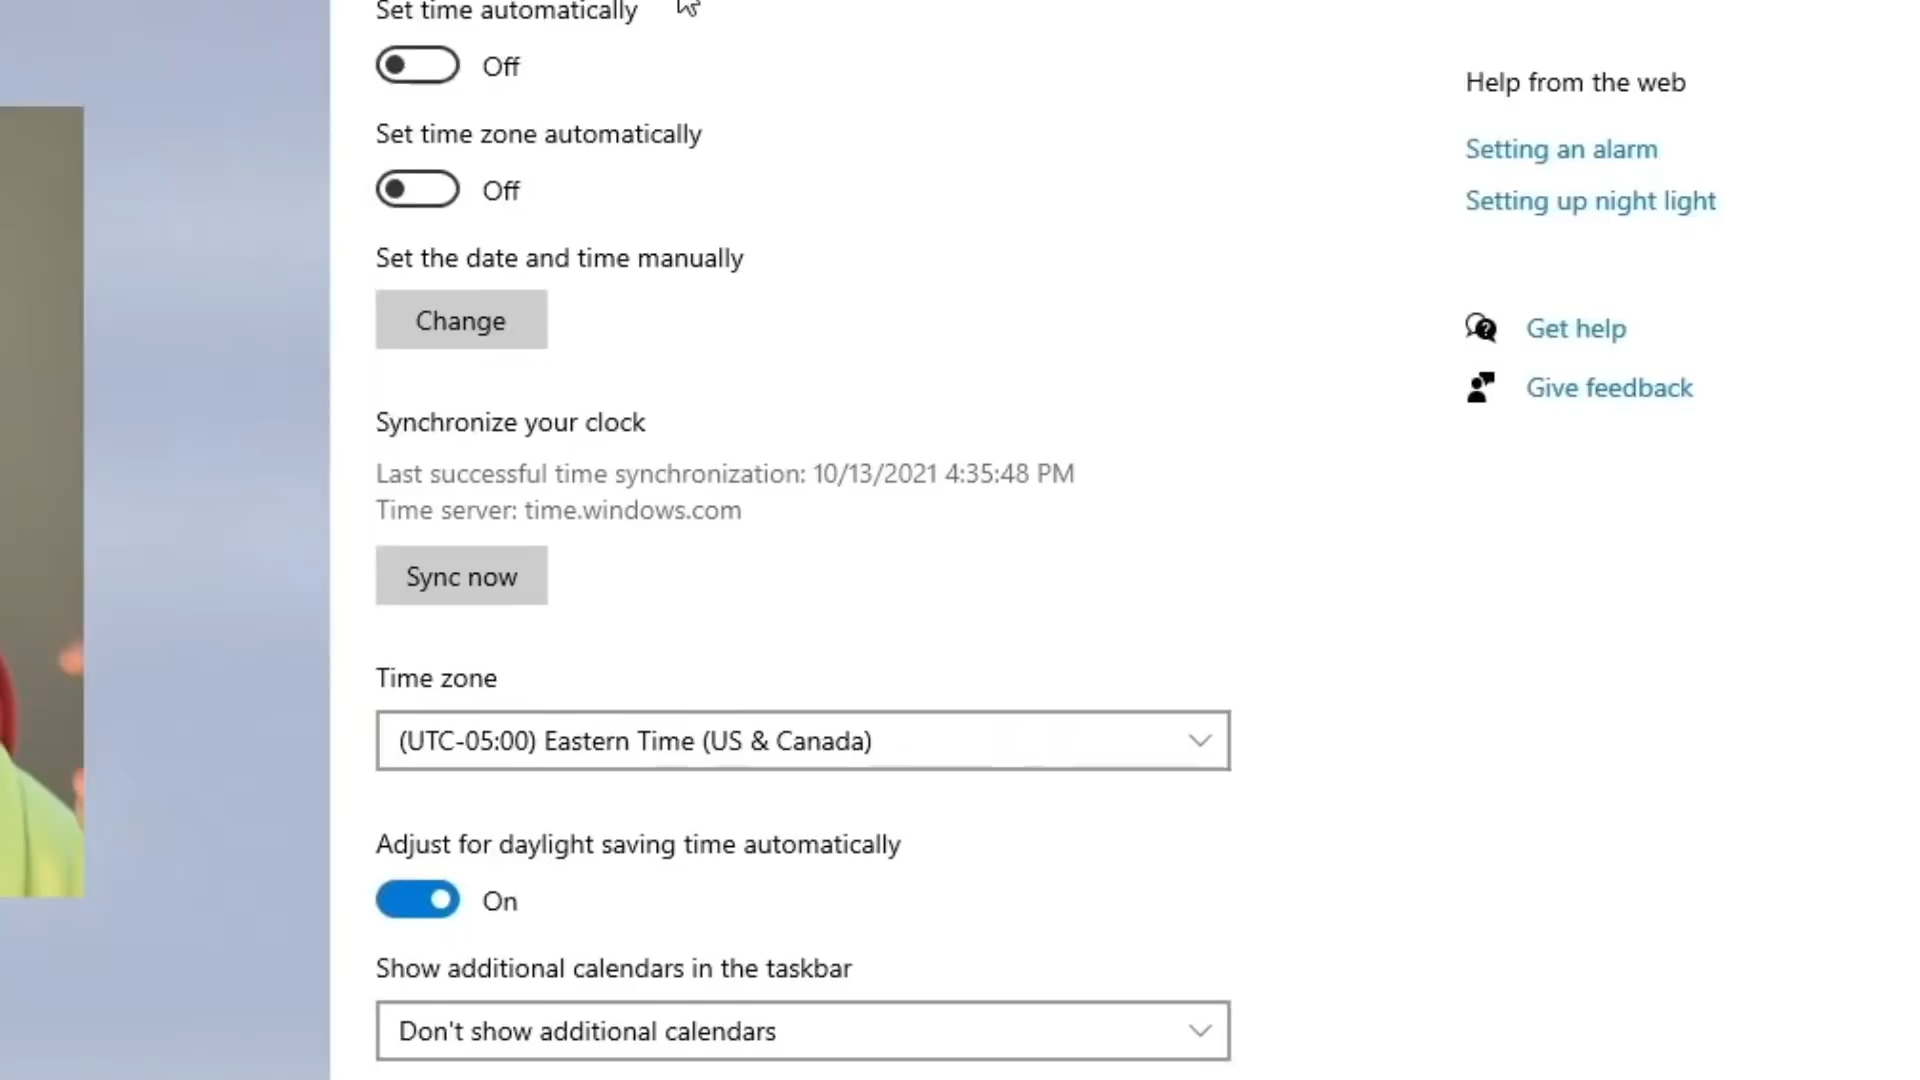 Set time automatically
Off
Set time zone automatically
Off
Set the date and time manually
Change
Synchronize your clock
Last successful time synchronization: 10/13/2021 4:35:48 PM
Time server: time.windows.com
Sync now
Time zone
(UTC-05:00) Eastern Time (US & Canada)
Adjust for daylight saving time automatically
On
Show additional calendars in the taskbar
Don't show additional calendars
Help from the web
Setting an alarm
Setting up night light
Get help
Give feedback